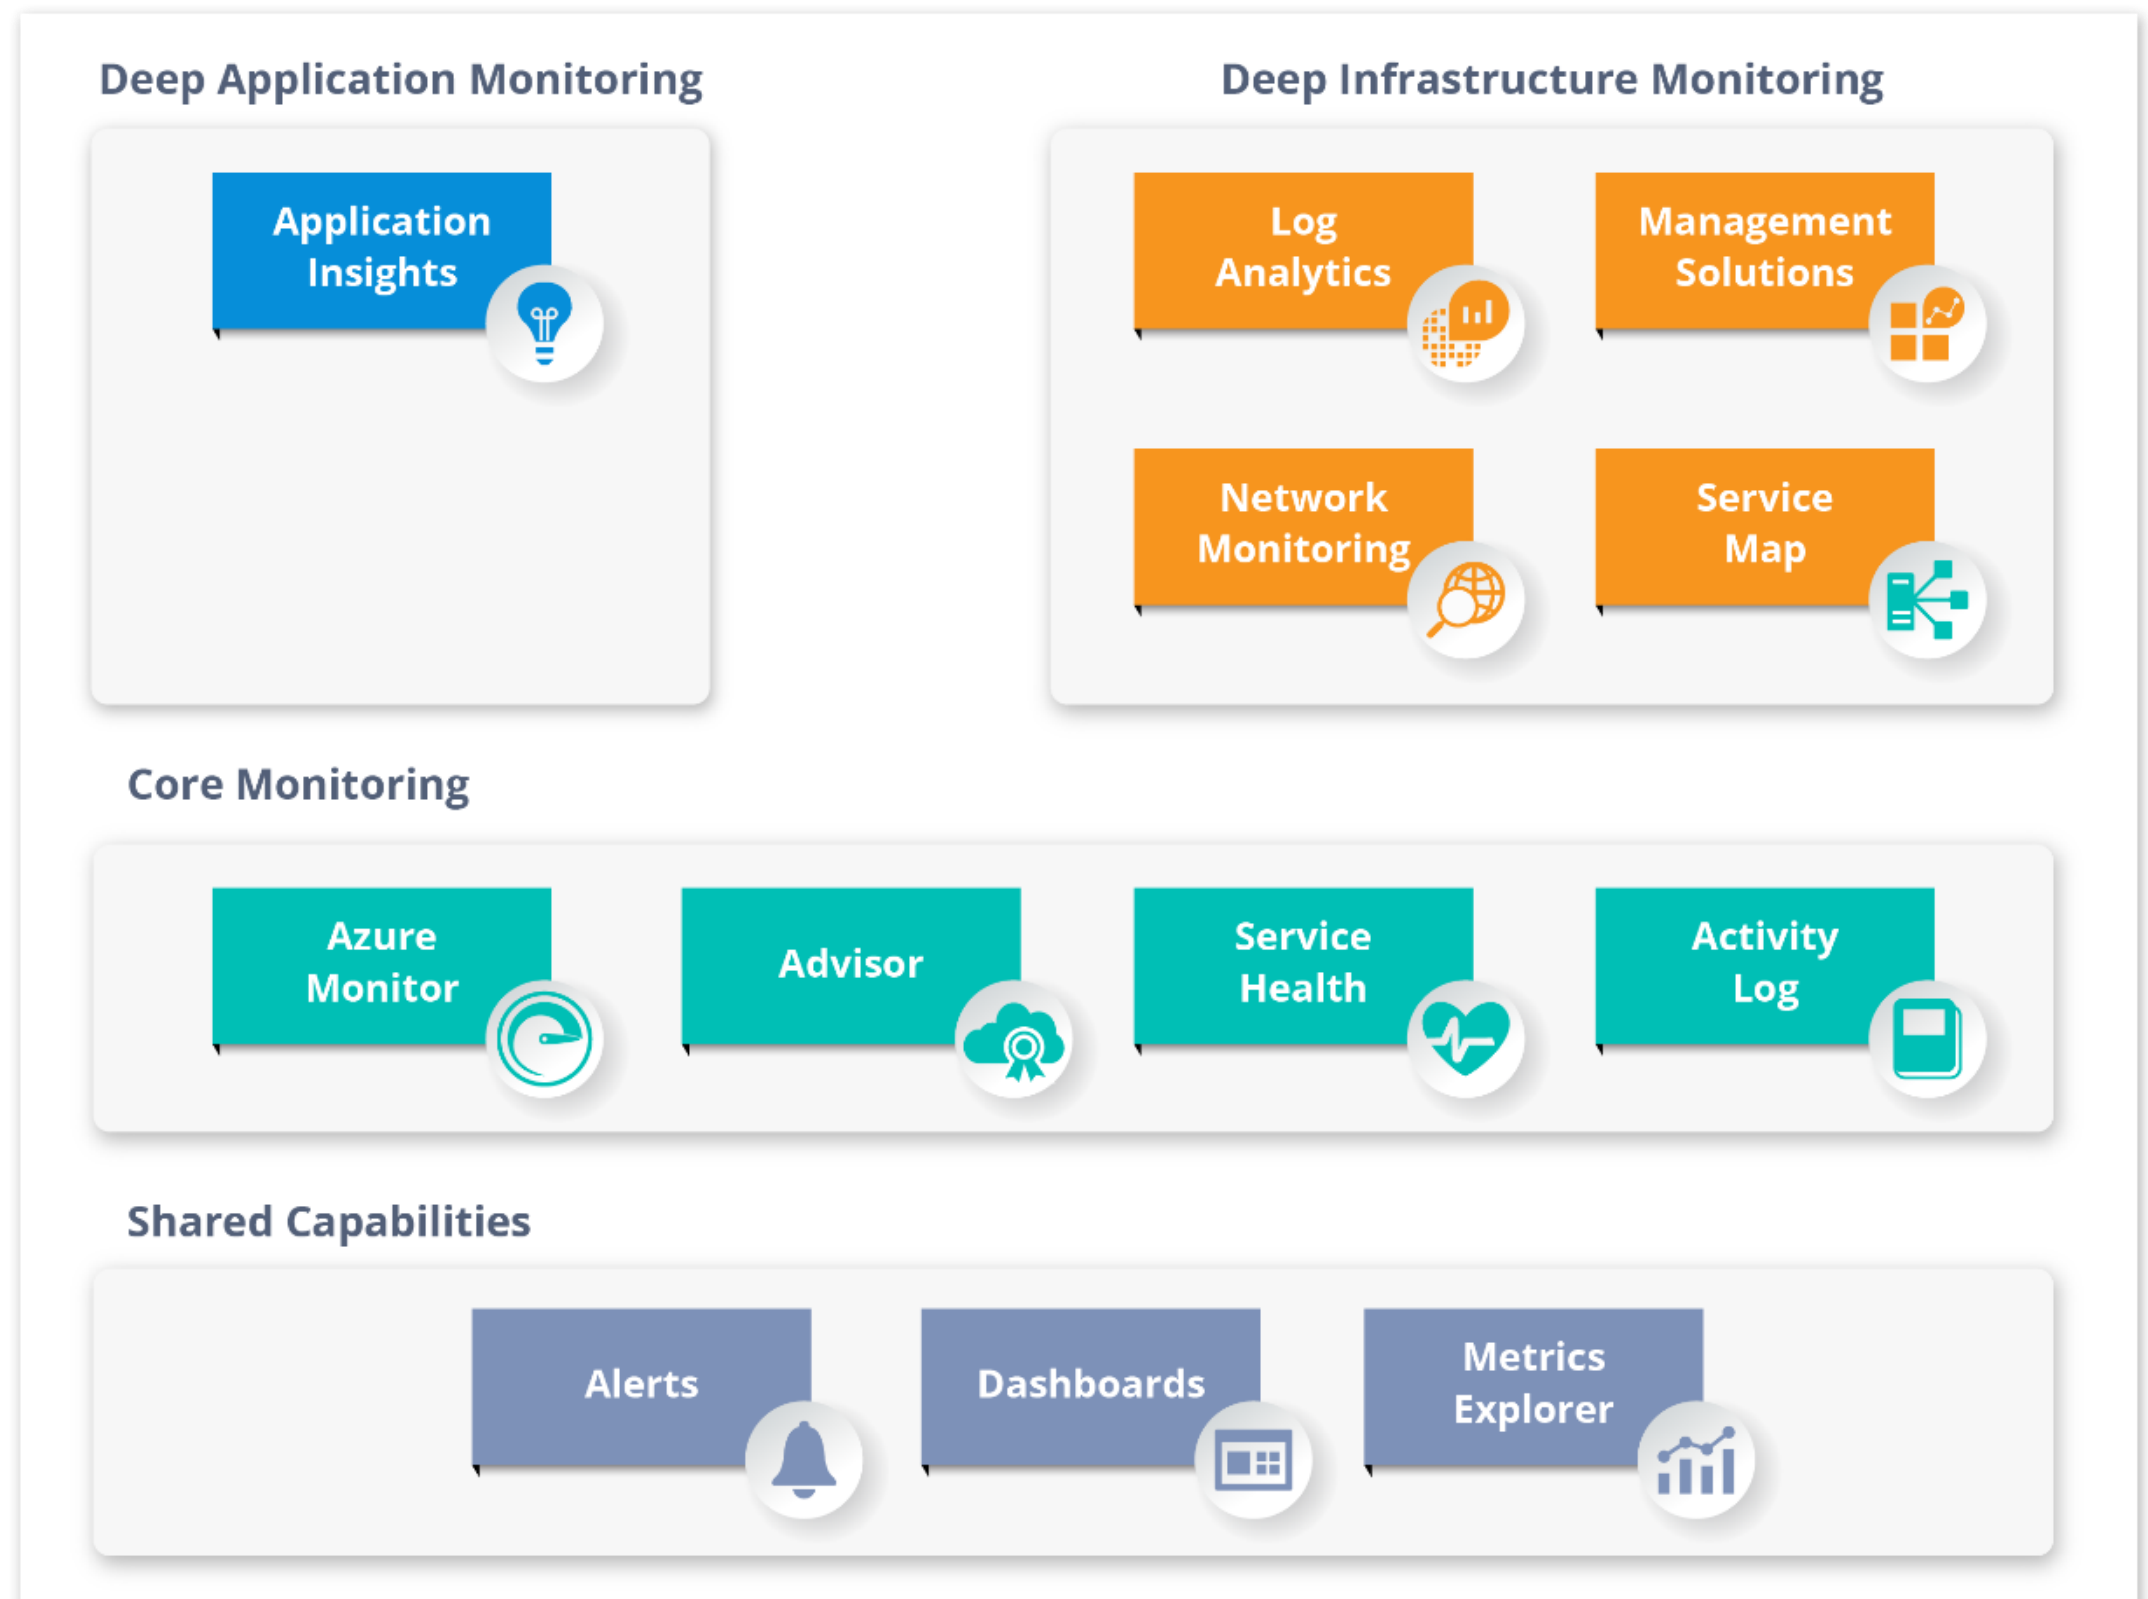 Deep Application Monitoring
Application
Insights
Deep Infrastructure Monitoring
Log
Analytics
Management
Solutions
Network
Monitoring
Service
Map
Core Monitoring
Azure
Monitor
Advisor
Service
Health
Activity
Log
Shared Capabilities
Alerts
Dashboards
Metrics
Explorer